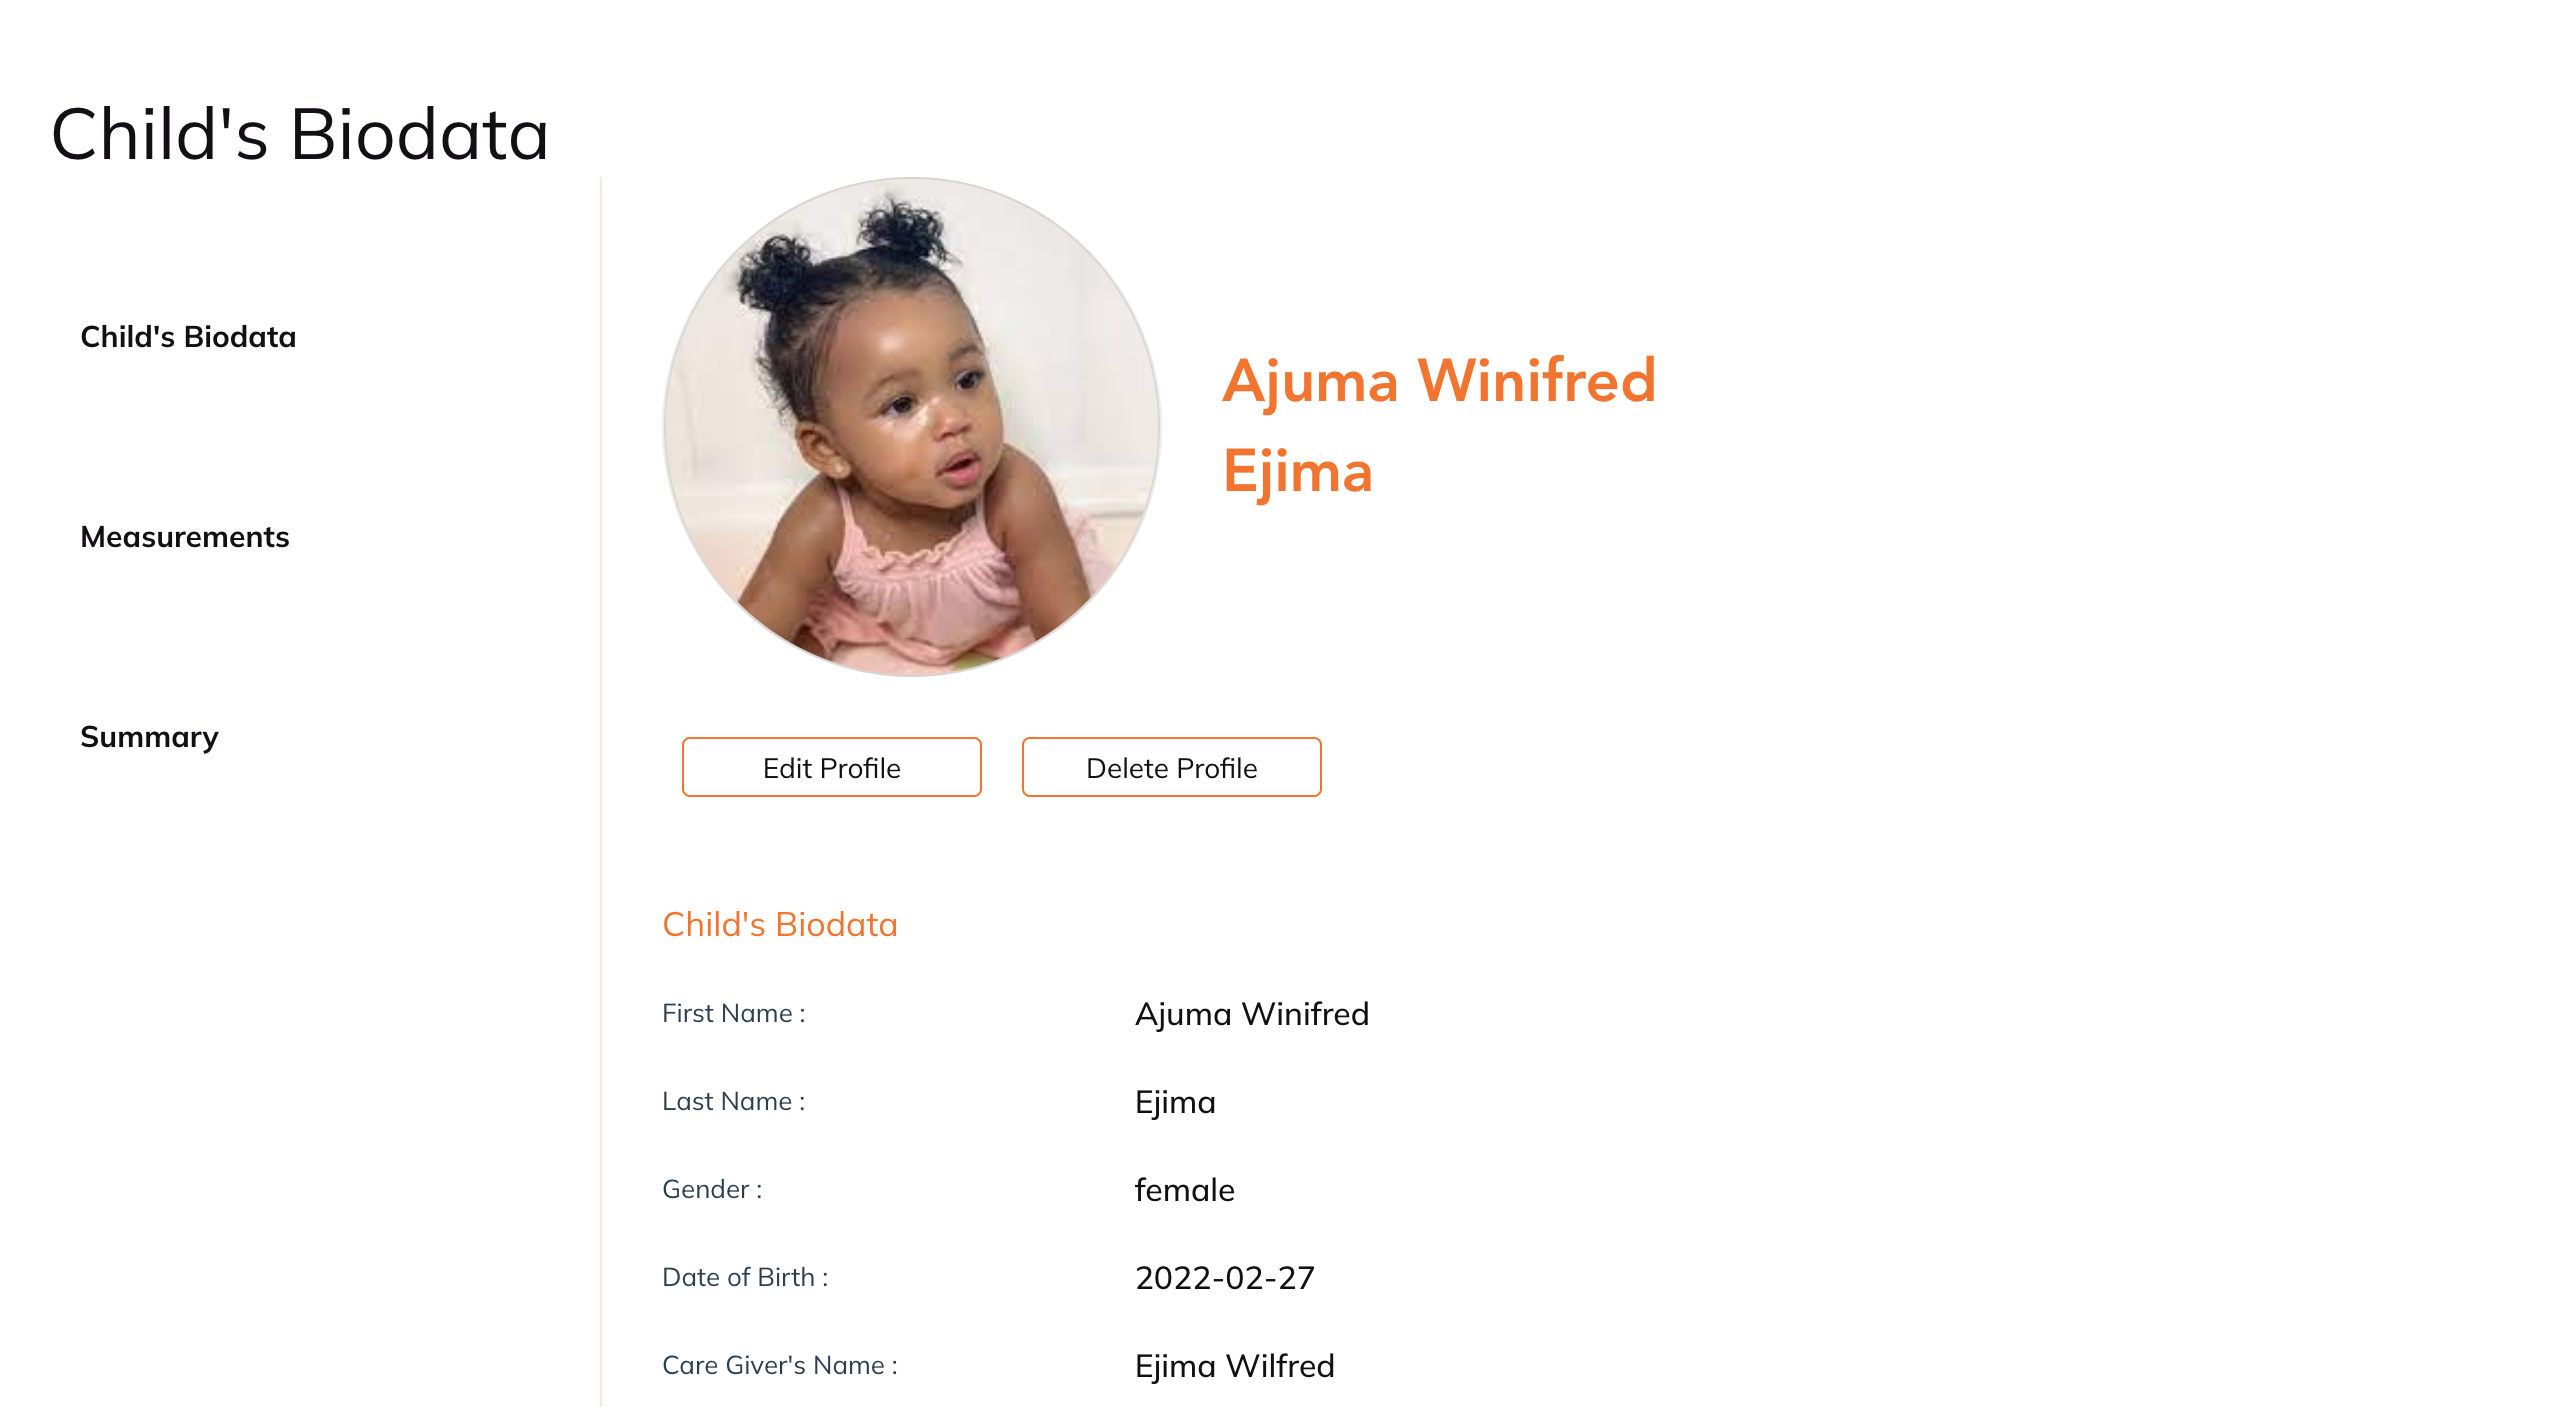 Child's Biodata
Child's Biodata
Measurements
Summary
Ajuma Winifred
Ejima
Edit Profile
Delete Profile
Child's Biodata
First Name : Ajuma Winifred
Last Name : Ejima
Gender : female
Date of Birth : 2022-02-27
Care Giver's Name : Ejima Wilfred